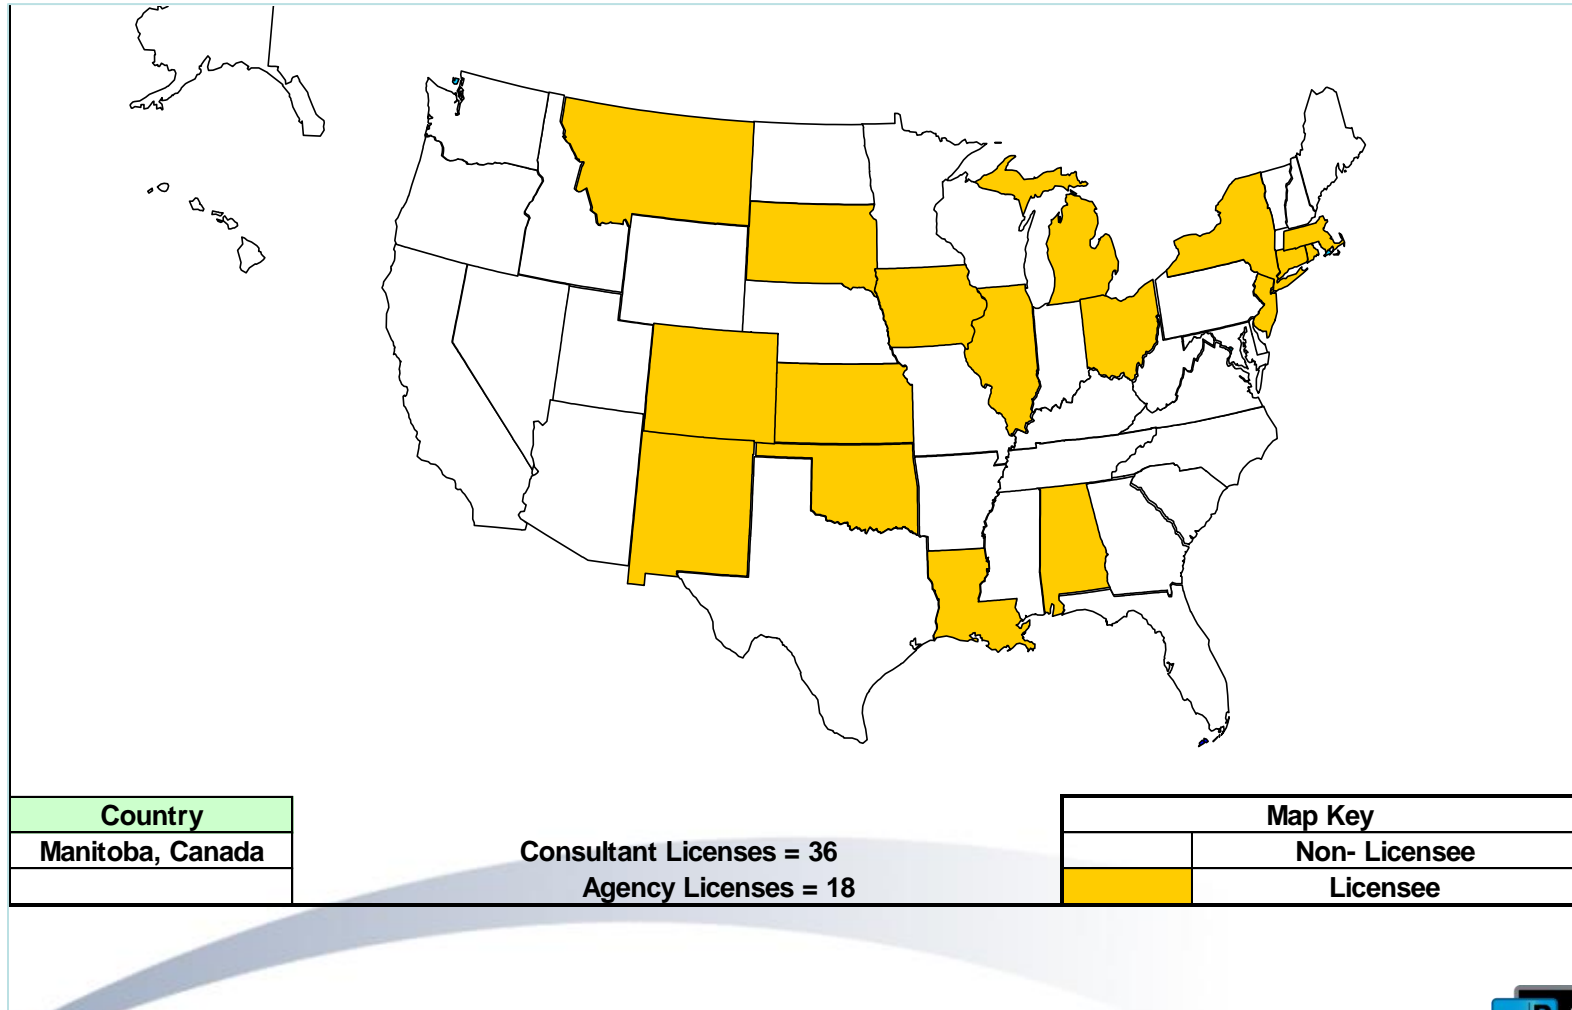 Country
Manitoba, Canada
Consultant Licenses = 36
Agency Licenses = 18
Map Key
Non- Licensee
Licensee